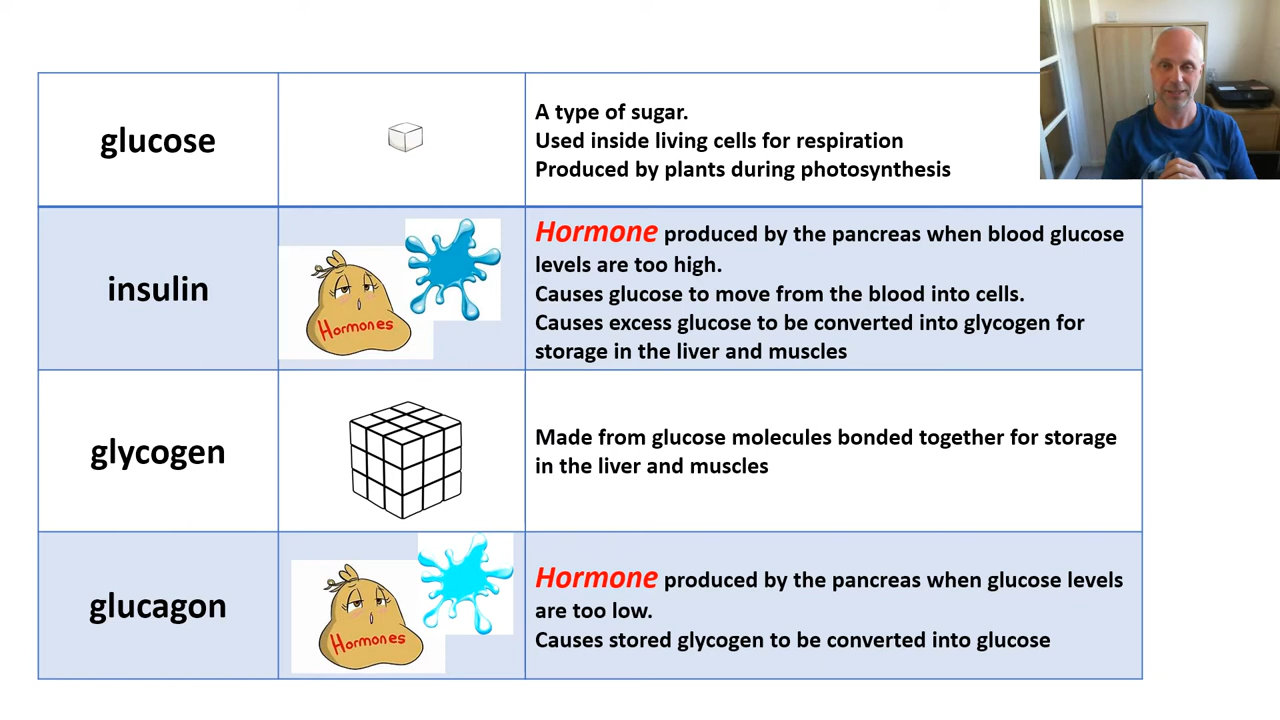 glucose
A type of sugar.
Used inside living cells for respiration
Produced by plants during photosynthesis
insulin
Hormones
Hormone produced by the pancreas when blood glucose
levels are too high.
Causes glucose to move from the blood into cells.
Causes excess glucose to be converted into glycogen for
storage in the liver and muscles
glycogen
Made from glucose molecules bonded together for storage
in the liver and muscles
glucagon
Hormones
Hormone produced by the pancreas when glucose levels
are too low.
Causes stored glycogen to be converted into glucose